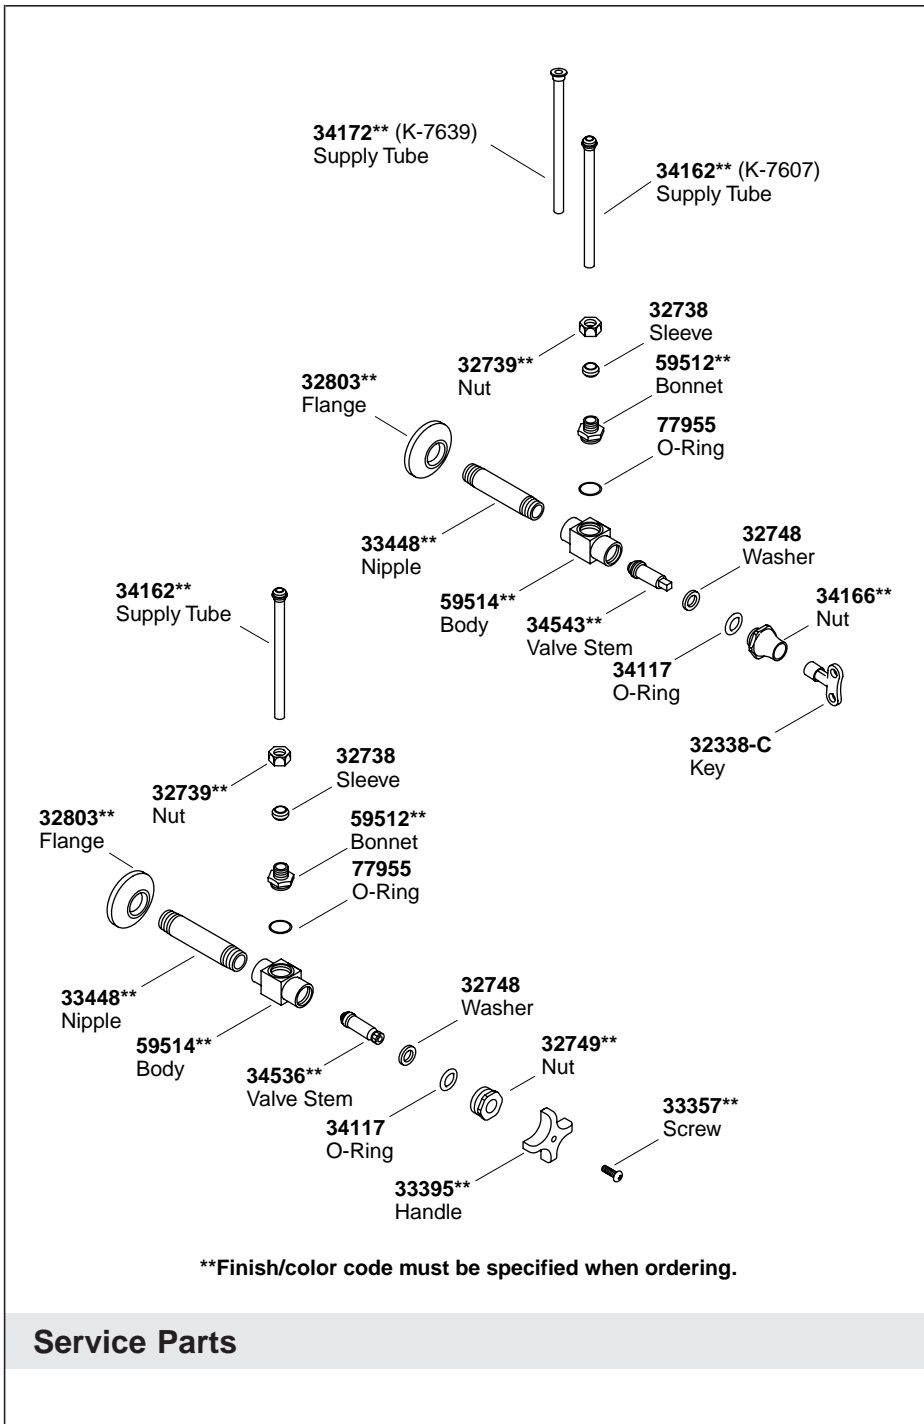 34172** (K-7639)
Supply Tube
34162** (K-7607)
Supply Tube
32738
Sleeve
32739**
Nut
59512**
Bonnet
32803**
Flange
77955
O-Ring
33448**
Nipple
32748
Washer
59514**
Body
34543**
Valve Stem
34166**
Nut
34117
O-Ring
32338-C
Key
34162**
Supply Tube
32738
Sleeve
32739**
Nut
32803**
Flange
59512**
Bonnet
77955
O-Ring
33448**
Nipple
32748
Washer
59514**
Body
32749**
Nut
34536**
Valve Stem
34117
O-Ring
33357**
Screw
33395**
Handle
**Finish/color code must be specified when ordering.
Service Parts